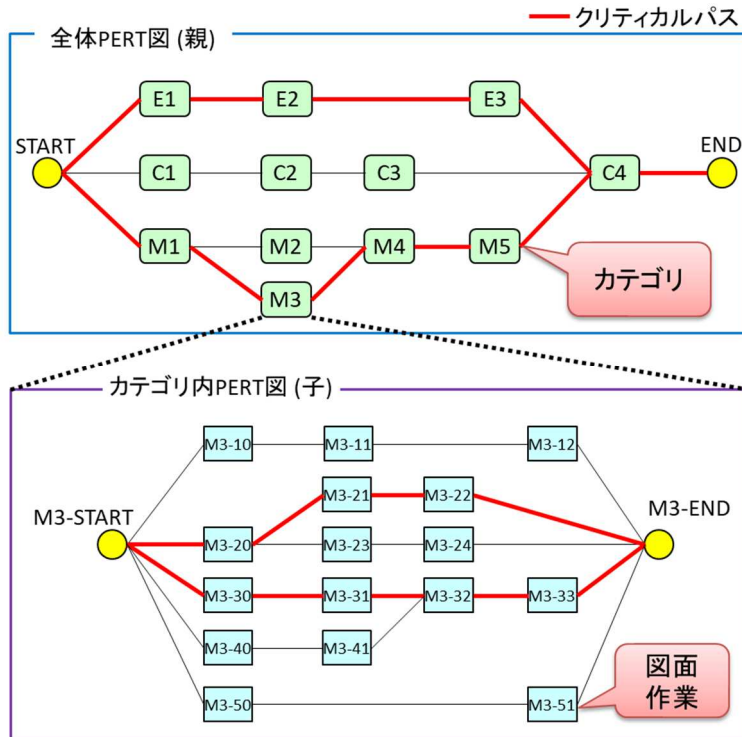 クリティカルパス
全体PERT図 (親)
E1 E2 E3
START END
C1 C2 C3 C4
M1 M2 M4 M5
カテゴリ
M3
カテゴリ内PERT図 (子)
M3-10 M3-11 M3-12
M3-21 M3-22
M3-START M3-END
M3-20 M3-23 M3-24
M3-30 M3-31 M3-32 M3-33
M3-40 M3-41
図面
作業
M3-50 M3-51